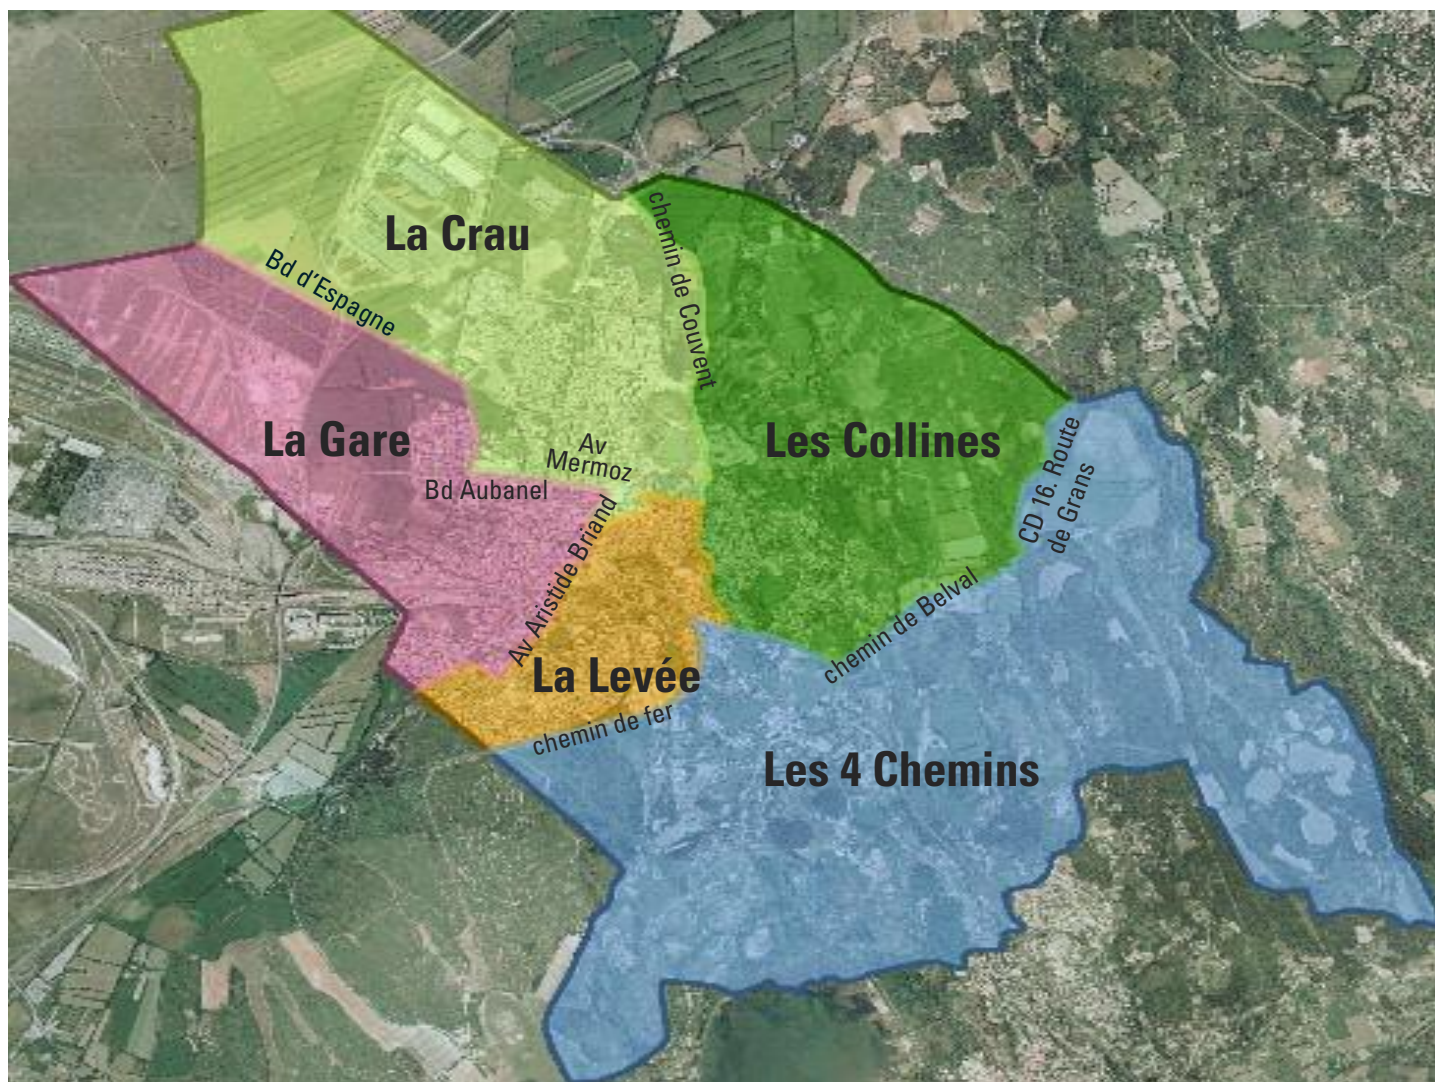 La Crau
chemin de Couvent
Bd d'Espagne
La Gare
Av
Mermoz
Bd Aubanel
Les Collines
CD 16. Route
de Grans
Av Aristide Briand
chemin de Belval
La Levée
chemin de fer
Les 4 Chemins